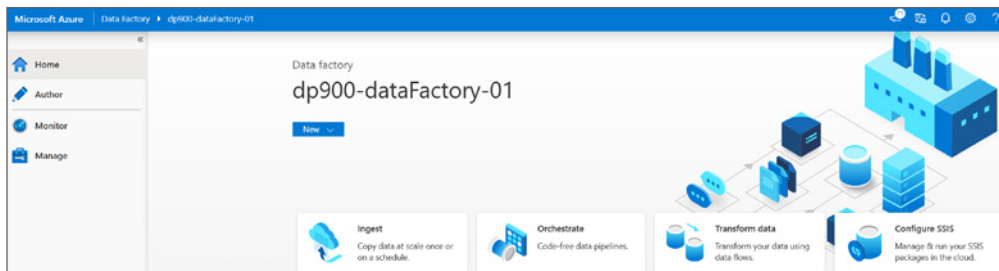 Microsoft Azure Data Factory dp900-dataFactory-01
Home
Author
Monitor
Manage
Data factory
dp900-dataFactory-01
New
Ingest
Copy data at scale once or
on a schedule.
Orchestrate
Code-free data pipelines.
Transform data
Transform your data using
data flows.
Configure SSIS
Manage & run your SSIS
packages in the cloud.